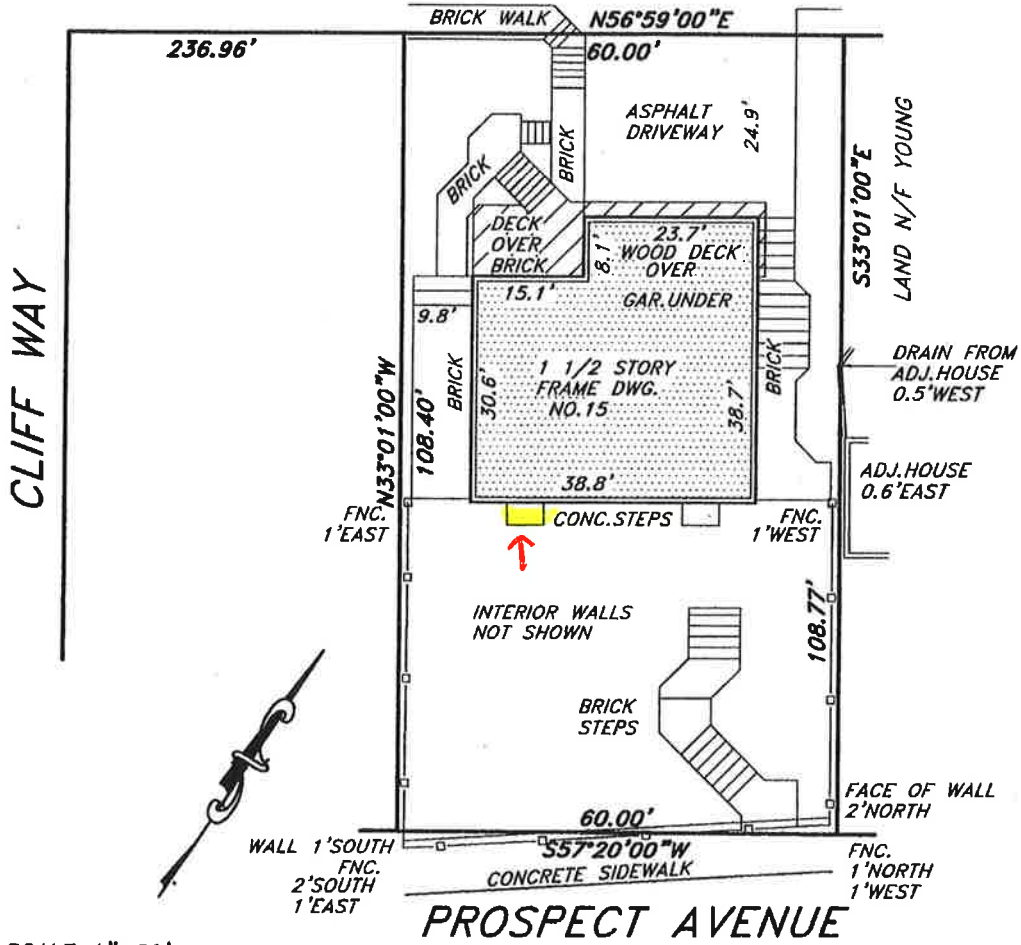 BRICK WALK
N56°59'00"E
236.96'
60.00'
ASPHALT
DRIVEWAY
24.9'
BRICK
BRICK
S33°01'00"E
LAND N/F YOUNG
DECK
OVER
BRICK
23.7'
8.1'
WOOD DECK
OVER
GAR.UNDER
15.1'
9.8'
CLIFF WAY
BRICK
30.6'
1 1/2 STORY
FRAME DWG.
NO.15
38.7'
BRICK
DRAIN FROM
ADJ.HOUSE
0.5'WEST
N33°01'00"W
108.40'
38.8'
ADJ.HOUSE
0.6'EAST
FNC.
1'EAST
CONC.STEPS
FNC.
1'WEST
INTERIOR WALLS
NOT SHOWN
108.77'
BRICK
STEPS
FACE OF WALL
2'NORTH
60.00'
S57°20'00"W
WALL 1'SOUTH
FNC.
2'SOUTH
1'EAST
CONCRETE SIDEWALK
FNC.
1'NORTH
1'WEST
PROSPECT AVENUE